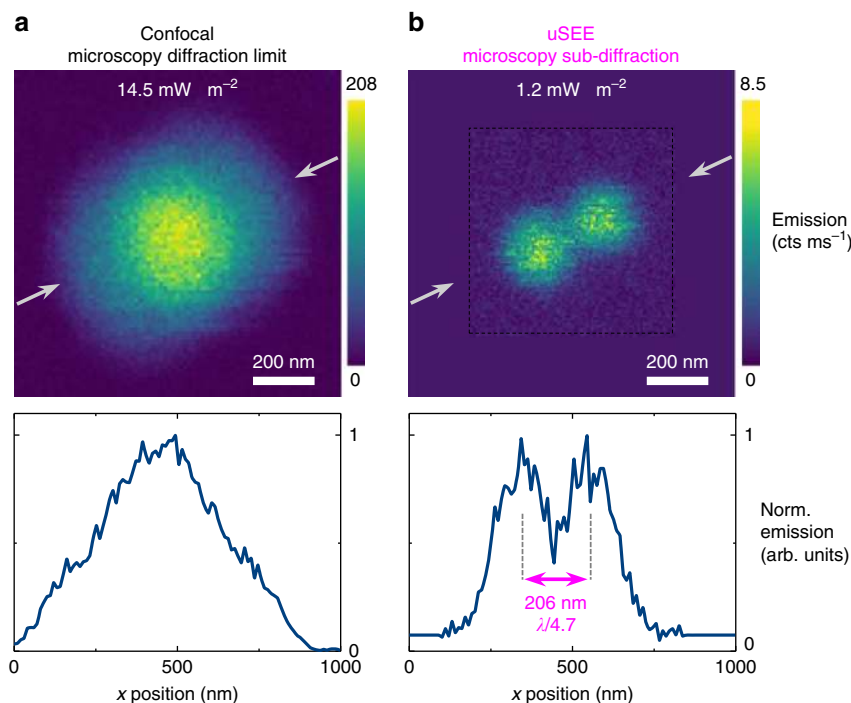 a
Confocal
microscopy diffraction limit
14.5 mW m⁻²
208
200 nm
0
b
uSEE
microscopy sub-diffraction
1.2 mW m⁻²
8.5
Emission
(cts ms⁻¹)
200 nm
0
1
0
0 500 1000
x position (nm)
1
Norm.
emission
(arb. units)
206 nm
λ/4.7
0
0 500 1000
x position (nm)